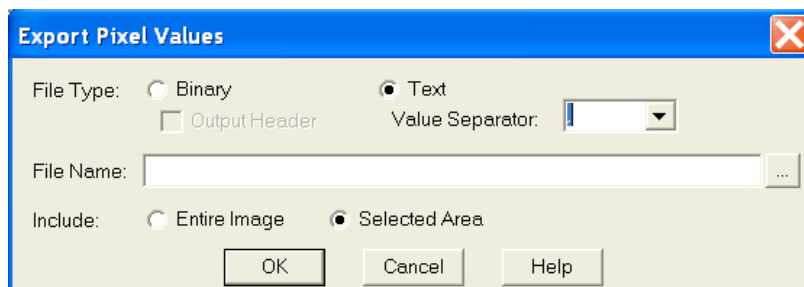 Export Pixel Values
File Type: Binary Text
Output Header Value Separator:
File Name: ...
Include: Entire Image Selected Area
OK Cancel Help